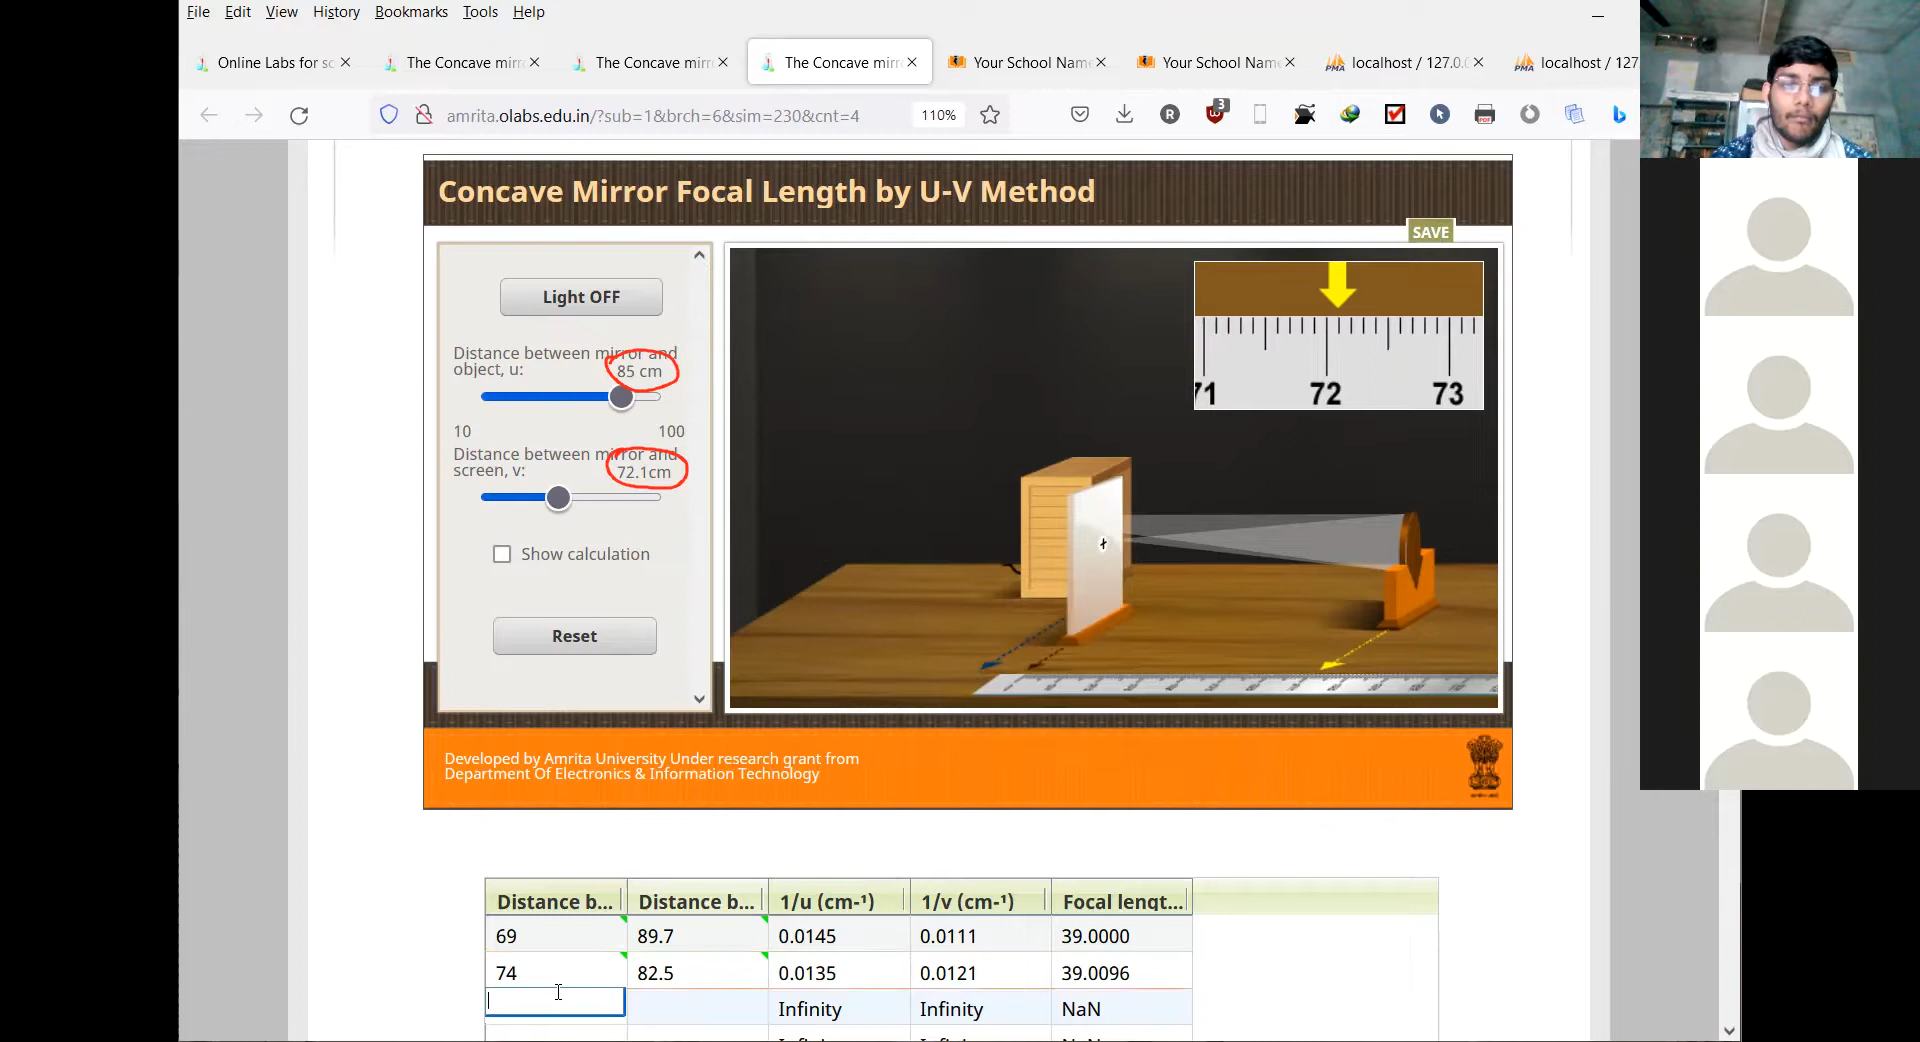 File Edit View History Bookmarks Tools Help
Online Labs for sc The Concave mirr The Concave mirr The Concave mirr Your School Name Your School Name localhost / 127.0. localhost / 127
amrita.olabs.edu.in/?sub=1&brch=6&sim=230&cnt=4 110% 3
Concave Mirror Focal Length by U-V Method
SAVE
Light OFF
Distance between mirror and
object, u: 85 cm
10 100
Distance between mirror and
screen, v: 72.1cm
Show calculation
Reset
71 72 73
Developed by Amrita University Under research grant from
Department Of Electronics & Information Technology
Distance b... Distance b... 1/u (cm-¹) 1/v (cm-¹) Focal lengt...
69 89.7 0.0145 0.0111 39.0000
74 82.5 0.0135 0.0121 39.0096
Infinity Infinity NaN